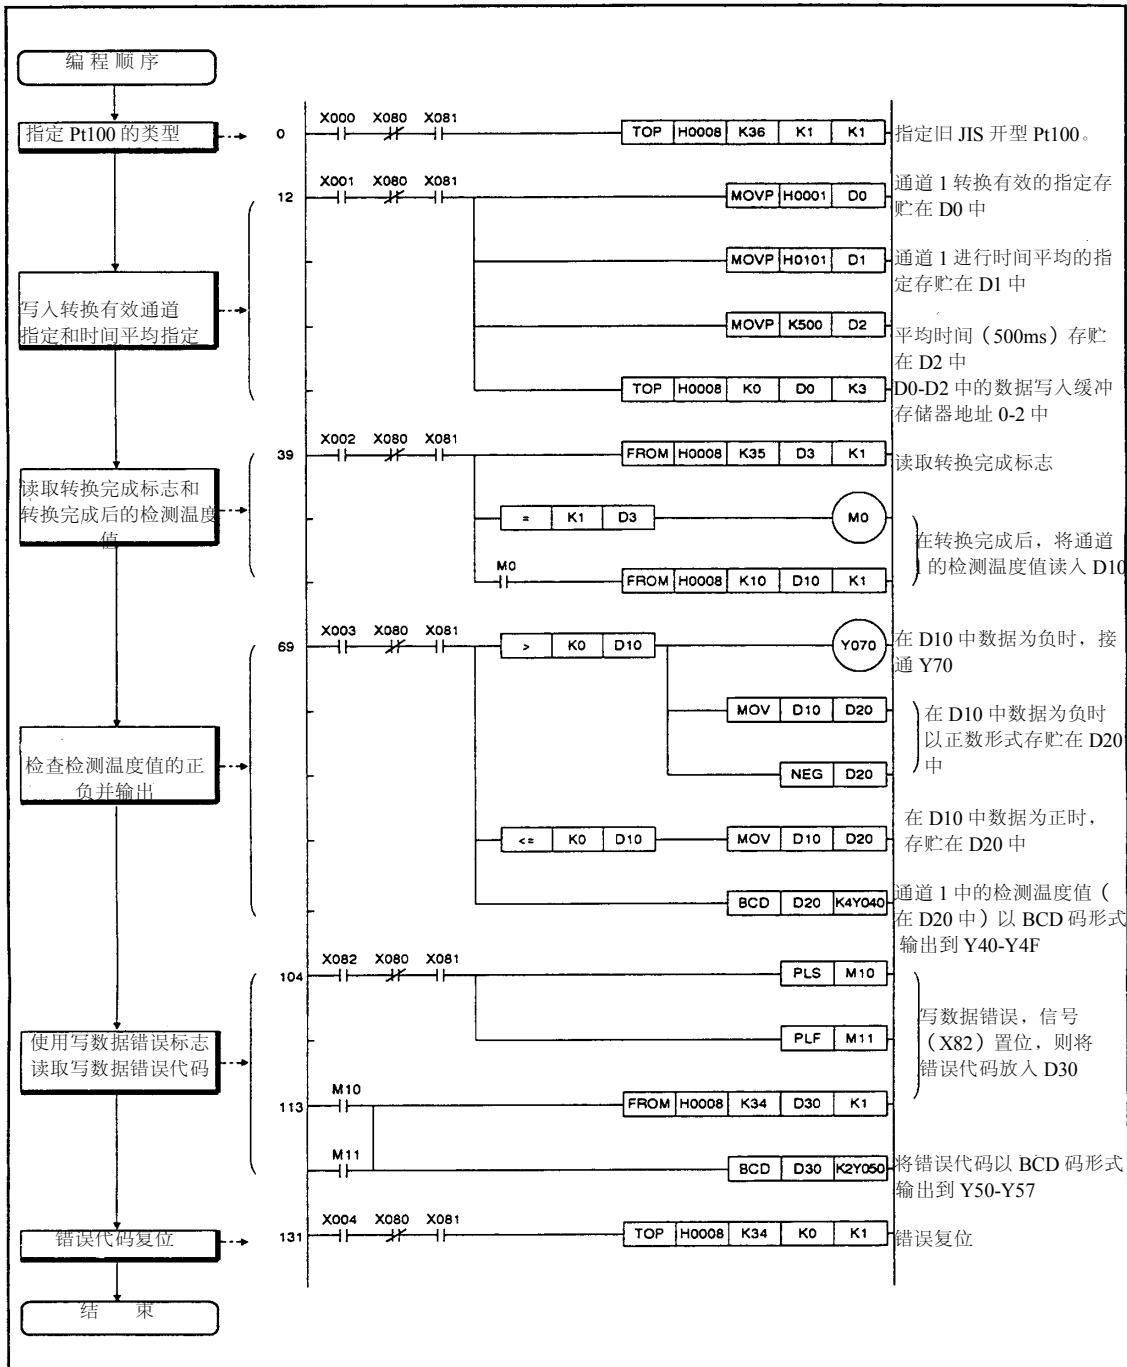 编 程 顺 序
指定 Pt100 的类型
0 X000 X080 X081 TOP H0008 K36 K1 K1
指定旧 JIS 开型 Pt100。
写入转换有效通道
指定和时间平均指定
12 X001 X080 X081 MOVP H0001 D0
通道 1 转换有效的指定存
贮在 D0 中
MOVP H0101 D1
通道 1 进行时间平均的指
定存贮在 D1 中
MOVP K500 D2
平均时间（500ms）存贮
在 D2 中
TOP H0008 K0 D0 K3
D0-D2 中的数据写入缓冲
存储器地址 0-2 中
读取转换完成标志和
转换完成后的检测温度
值
39 X002 X080 X081 FROM H0008 K35 D3 K1
读取转换完成标志
= K1 D3 M0
M0 FROM H0008 K10 D10 K1
在转换完成后，将通道
1 的检测温度值读入 D10
检查检测温度值的正
负并输出
69 X003 X080 X081 > K0 D10 Y070
在 D10 中数据为负时，接
通 Y70
MOV D10 D20
NEG D20
在 D10 中数据为负时
以正数形式存贮在 D20
中
<= K0 D10 MOV D10 D20
在 D10 中数据为正时，
存贮在 D20 中
BCD D20 K4Y040
通道 1 中的检测温度值（
在 D20 中）以 BCD 码形式
输出到 Y40-Y4F
使用写数据错误标志
读取写数据错误代码
104 X082 X080 X081 PLS M10
PLF M11
写数据错误，信号
（X82）置位，则将
错误代码放入 D30
113 M10 FROM H0008 K34 D30 K1
M11 BCD D30 K2Y050
将错误代码以 BCD 码形式
输出到 Y50-Y57
错误代码复位
131 X004 X080 X081 TOP H0008 K34 K0 K1
错误复位
结 束